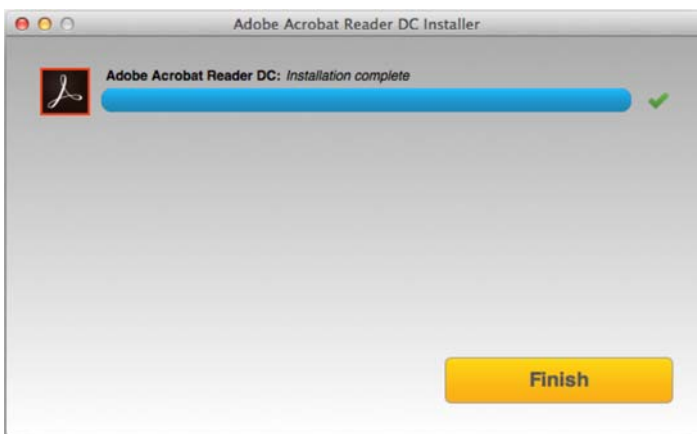 Adobe Acrobat Reader DC Installer
Adobe Acrobat Reader DC: Installation complete
Finish